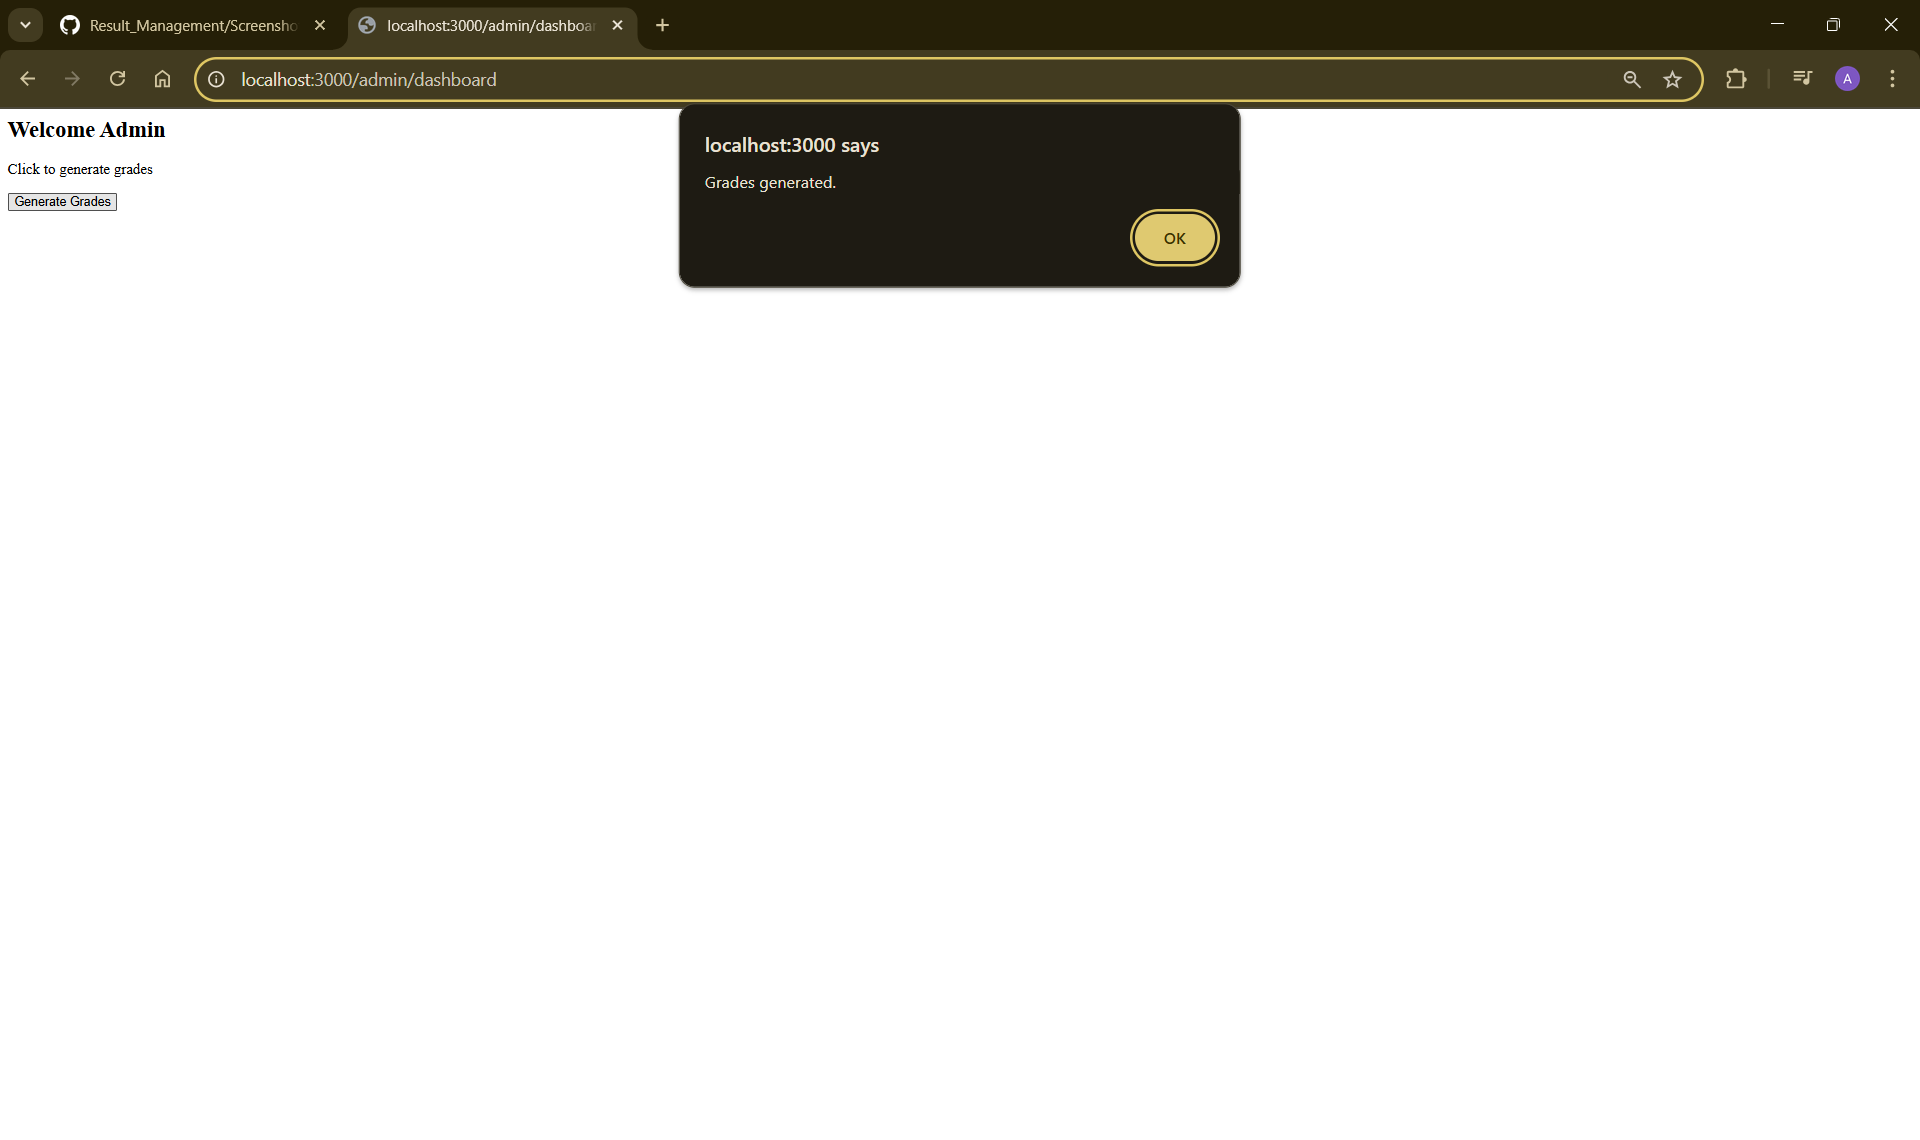 Result_Management/Screensho
localhost:3000/admin/dashboar
localhost:3000/admin/dashboard
A
Welcome Admin
Click to generate grades
Generate Grades
localhost:3000 says
Grades generated.
OK